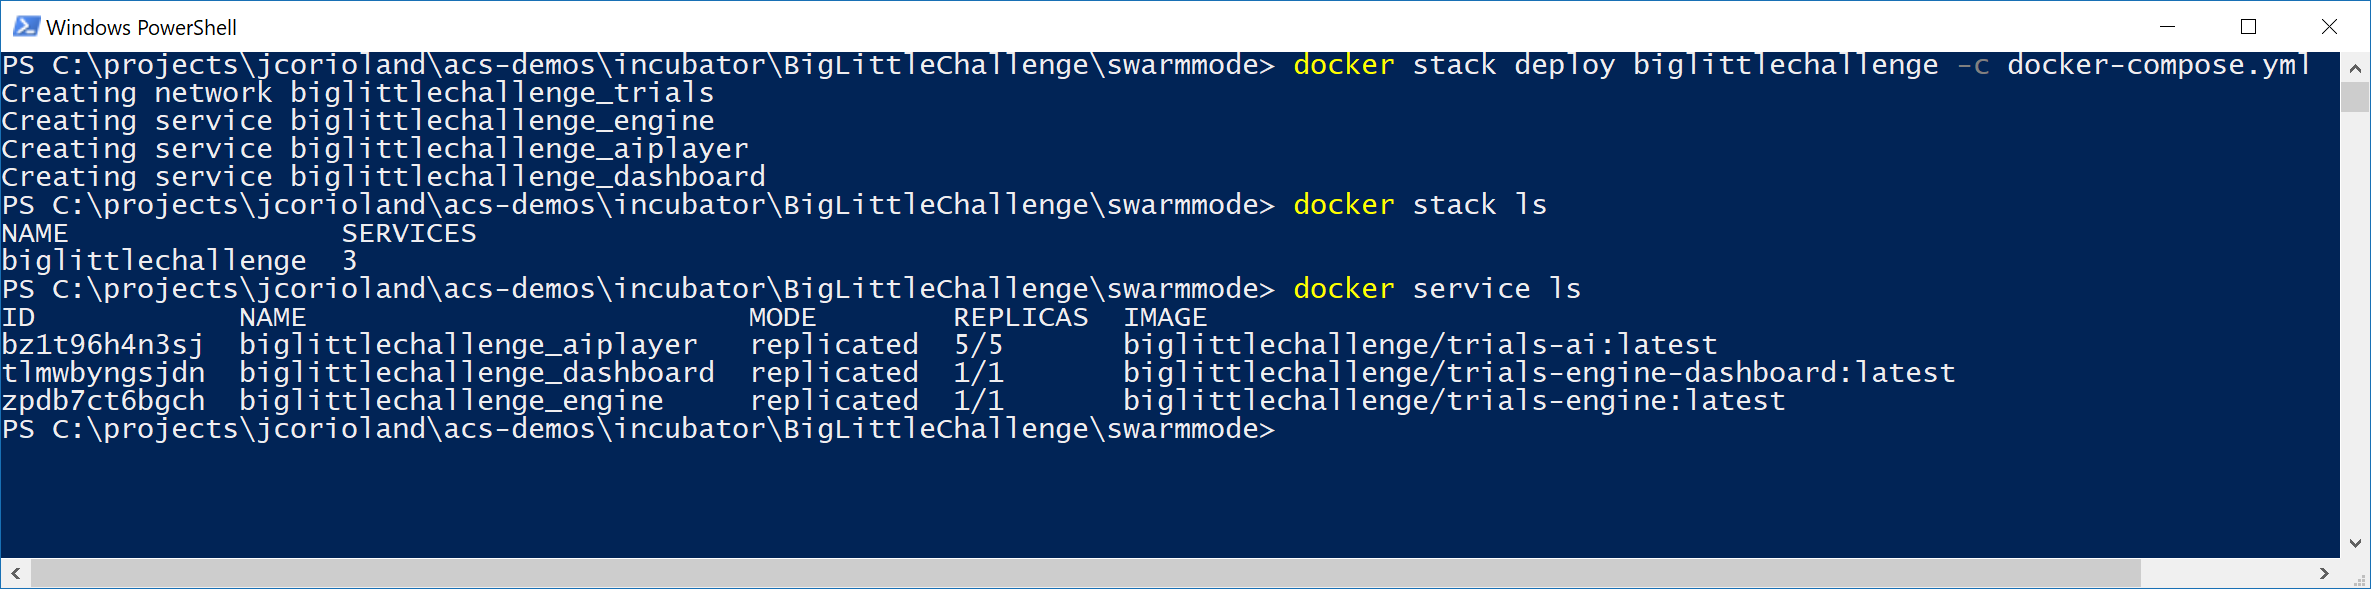 Windows PowerShell
PS C:\projects\jcorioland\acs-demos\incubator\BigLittleChallenge\swarmmode> docker stack deploy biglittlechallenge -c docker-compose.yml
Creating network biglittlechallenge_trials
Creating service biglittlechallenge_engine
Creating service biglittlechallenge_aiplayer
Creating service biglittlechallenge_dashboard
PS C:\projects\jcorioland\acs-demos\incubator\BigLittleChallenge\swarmmode> docker stack ls
NAME                SERVICES
biglittlechallenge  3
PS C:\projects\jcorioland\acs-demos\incubator\BigLittleChallenge\swarmmode> docker service ls
ID            NAME                          MODE        REPLICAS  IMAGE
bz1t96h4n3sj  biglittlechallenge_aiplayer   replicated  5/5       biglittlechallenge/trials-ai:latest
tlmwbyngsjdn  biglittlechallenge_dashboard  replicated  1/1       biglittlechallenge/trials-engine-dashboard:latest
zpdb7ct6bgch  biglittlechallenge_engine     replicated  1/1       biglittlechallenge/trials-engine:latest
PS C:\projects\jcorioland\acs-demos\incubator\BigLittleChallenge\swarmmode>